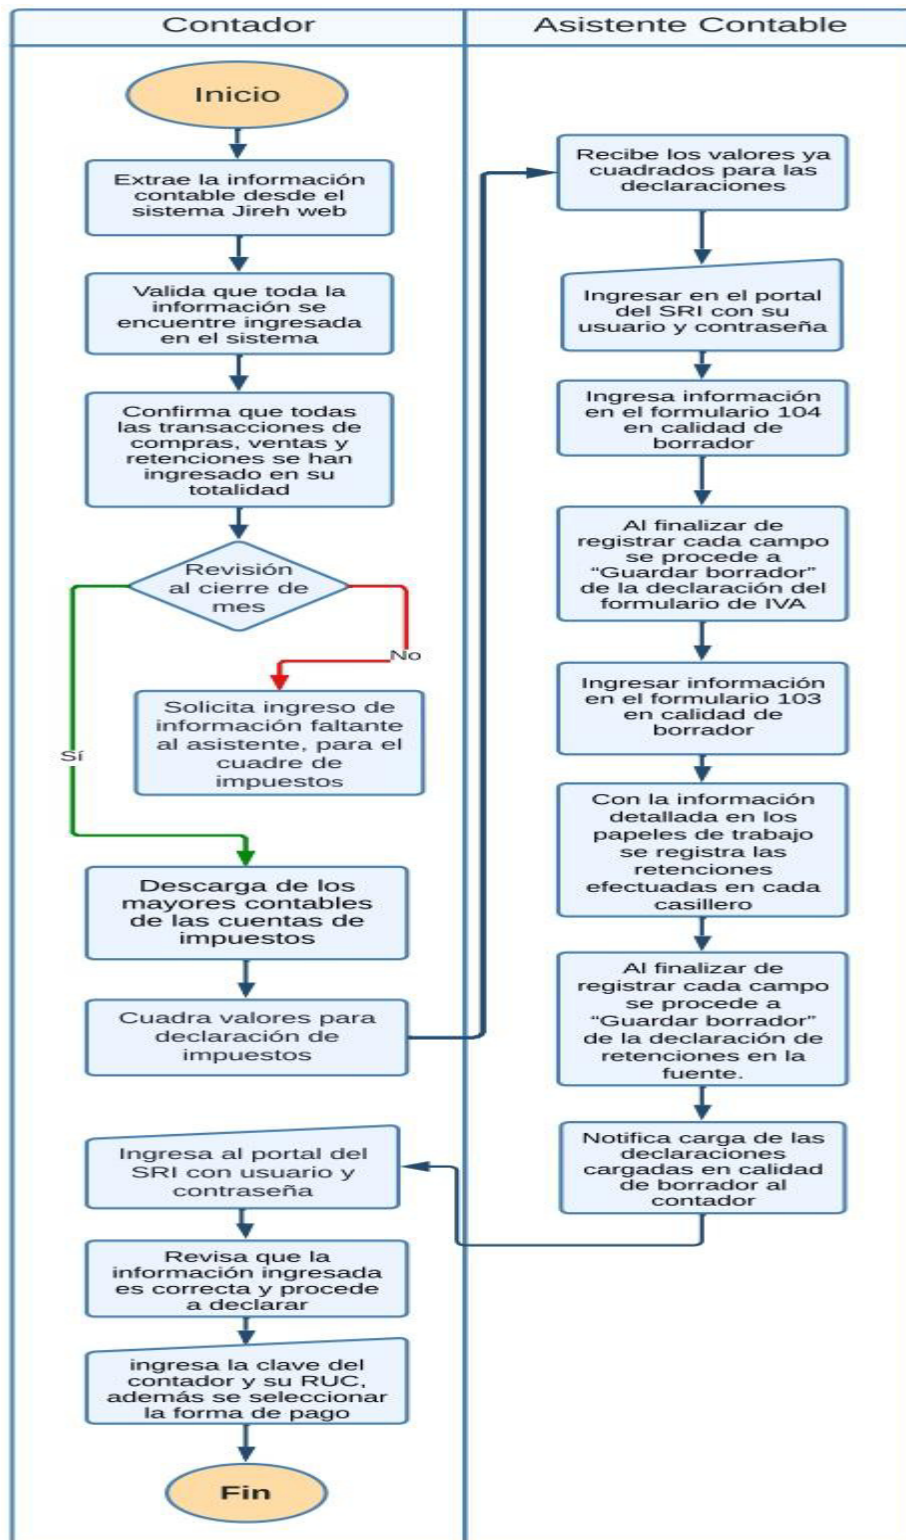 Contador
Asistente Contable
Inicio
Extrae la información
contable desde el
sistema Jireh web
Valida que toda la
información se
encuentre ingresada
en el sistema
Confirma que todas
las transacciones de
compras, ventas y
retenciones se han
ingresado en su
totalidad
Revisión
al cierre de
mes
No
Solicita ingreso de
información faltante
al asistente, para el
cuadre de
impuestos
Sí
Descarga de los
mayores contables
de las cuentas de
impuestos
Cuadra valores para
declaración de
impuestos
Recibe los valores ya
cuadrados para las
declaraciones
Ingresar en el portal
del SRI con su
usuario y contraseña
Ingresa información
en el formulario 104
en calidad de
borrador
Al finalizar de
registrar cada campo
se procede a
“Guardar borrador”
de la declaración del
formulario de IVA
Ingresar información
en el formulario 103
en calidad de
borrador
Con la información
detallada en los
papeles de trabajo
se registra las
retenciones
efectuadas en cada
casillero
Al finalizar de
registrar cada campo
se procede a
“Guardar borrador”
de la declaración de
retenciones en la
fuente.
Notifica carga de las
declaraciones
cargadas en calidad
de borrador al
contador
Ingresa al portal del
SRI con usuario y
contraseña
Revisa que la
información ingresada
es correcta y procede
a declarar
ingresa la clave del
contador y su RUC,
además se seleccionar
la forma de pago
Fin